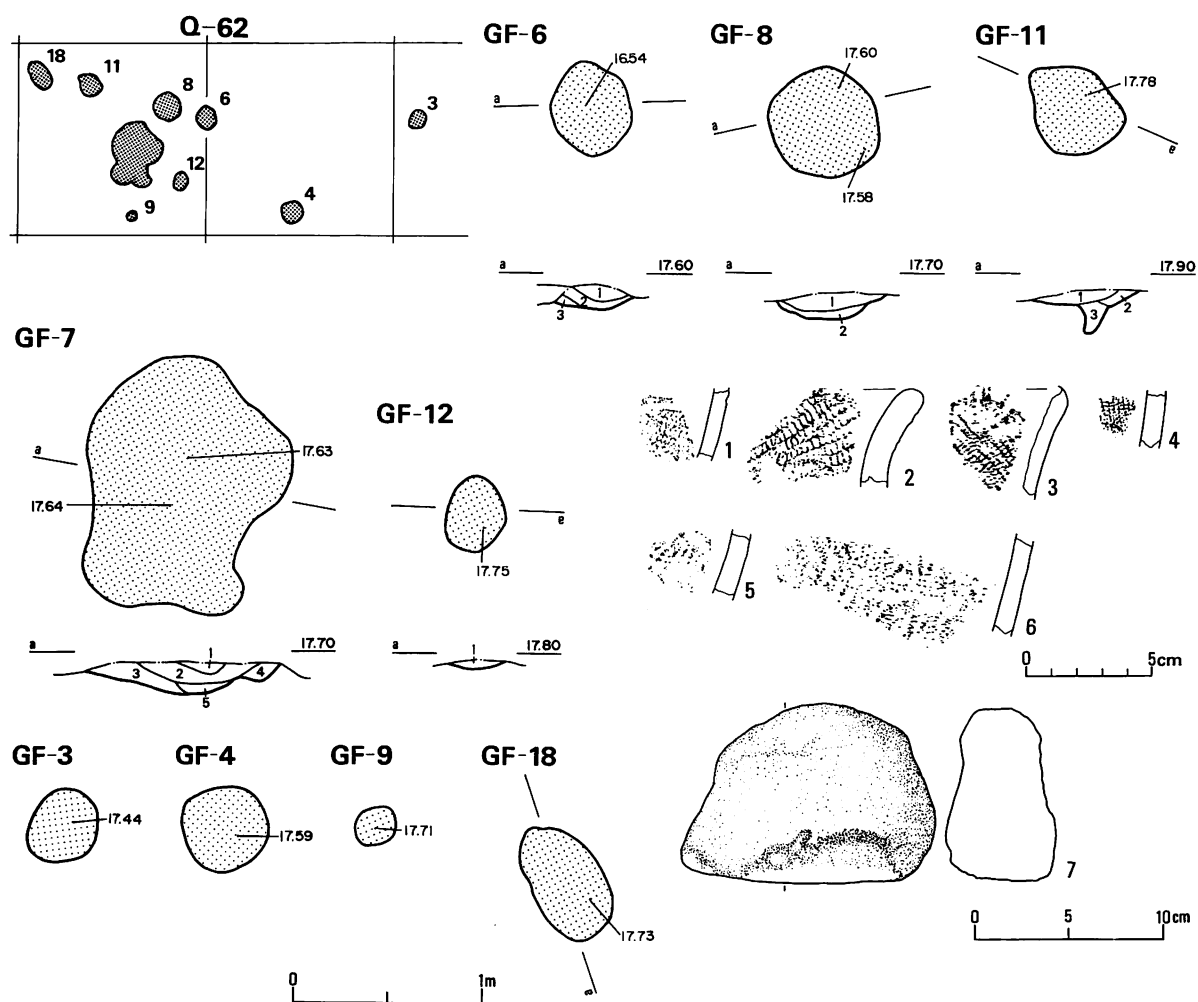 Q-62
18
11
8
6
3
12
9
4
GF-6
16.54
a
a
17.60
1
2
3
GF-8
17.60
a
17.58
a
17.70
1
2
GF-11
17.78
a
a
17.90
1
2
3
GF-7
a
17.63
17.64
a
17.70
1
2
3
4
5
GF-12
a
17.75
a
17.80
1
1
2
3
4
5
6
0 5cm
GF-3
17.44
GF-4
17.59
GF-9
17.71
GF-18
17.73
a
0 1m
7
0 5 10cm